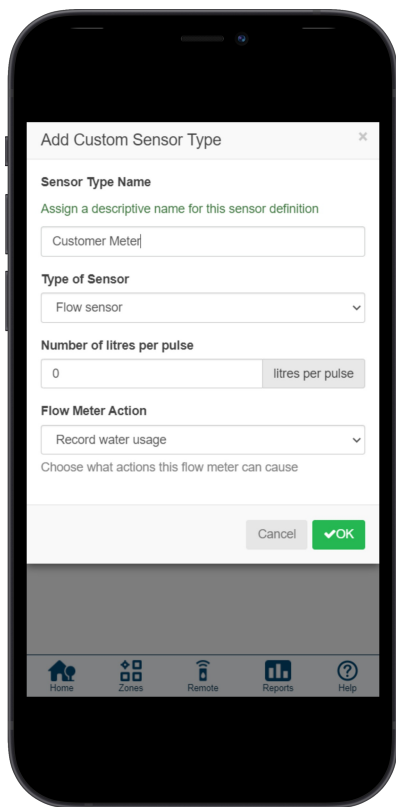 Add Custom Sensor Type ×
Sensor Type Name
Assign a descriptive name for this sensor definition
Customer Meter
Type of Sensor
Flow sensor
Number of litres per pulse
0 litres per pulse
Flow Meter Action
Record water usage
Choose what actions this flow meter can cause
Cancel ✔OK
Home Zones Remote Reports Help